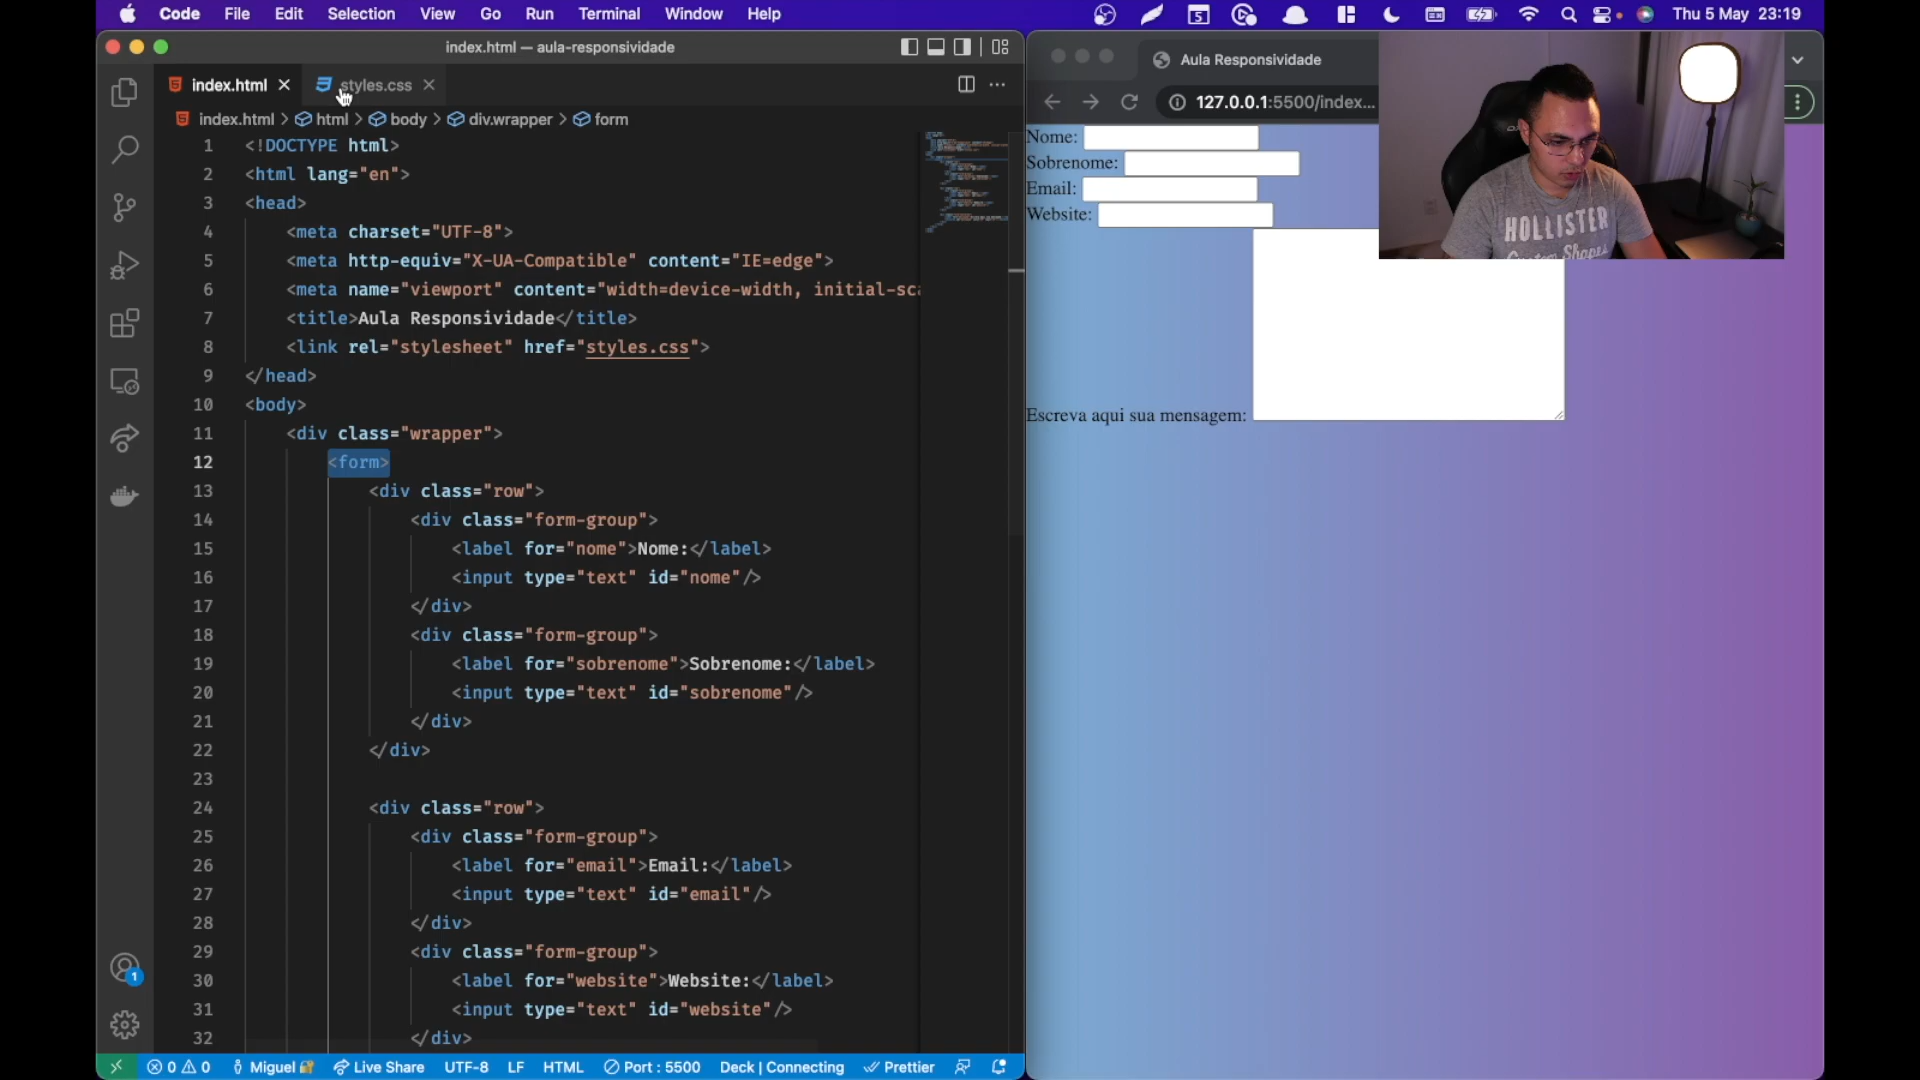 Code File Edit Selection View Go Run Terminal Window Help
5
Thu 5 May 23:19
index.html — aula-responsividade
index.html
styles.css
index.html > html > body > div.wrapper > form
1 <!DOCTYPE html>
2 <html lang="en">
3 <head>
4 <meta charset="UTF-8">
5 <meta http-equiv="X-UA-Compatible" content="IE=edge">
6 <meta name="viewport" content="width=device-width, initial-sca
7 <title>Aula Responsividade</title>
8 <link rel="stylesheet" href="styles.css">
9 </head>
10 <body>
11 <div class="wrapper">
12 <form>
13 <div class="row">
14 <div class="form-group">
15 <label for="nome">Nome:</label>
16 <input type="text" id="nome"/>
17 </div>
18 <div class="form-group">
19 <label for="sobrenome">Sobrenome:</label>
20 <input type="text" id="sobrenome"/>
21 </div>
22 </div>
23
24 <div class="row">
25 <div class="form-group">
26 <label for="email">Email:</label>
27 <input type="text" id="email"/>
28 </div>
29 <div class="form-group">
30 <label for="website">Website:</label>
31 <input type="text" id="website"/>
32 </div>
1
0 0 Miguel Live Share UTF-8 LF HTML Port : 5500 Deck | Connecting Prettier
Aula Responsividade
127.0.0.1:5500/index...
Nome:
Sobrenome:
Email:
Website:
Escreva aqui sua mensagem:
HOLLISTER
Custom Shapes